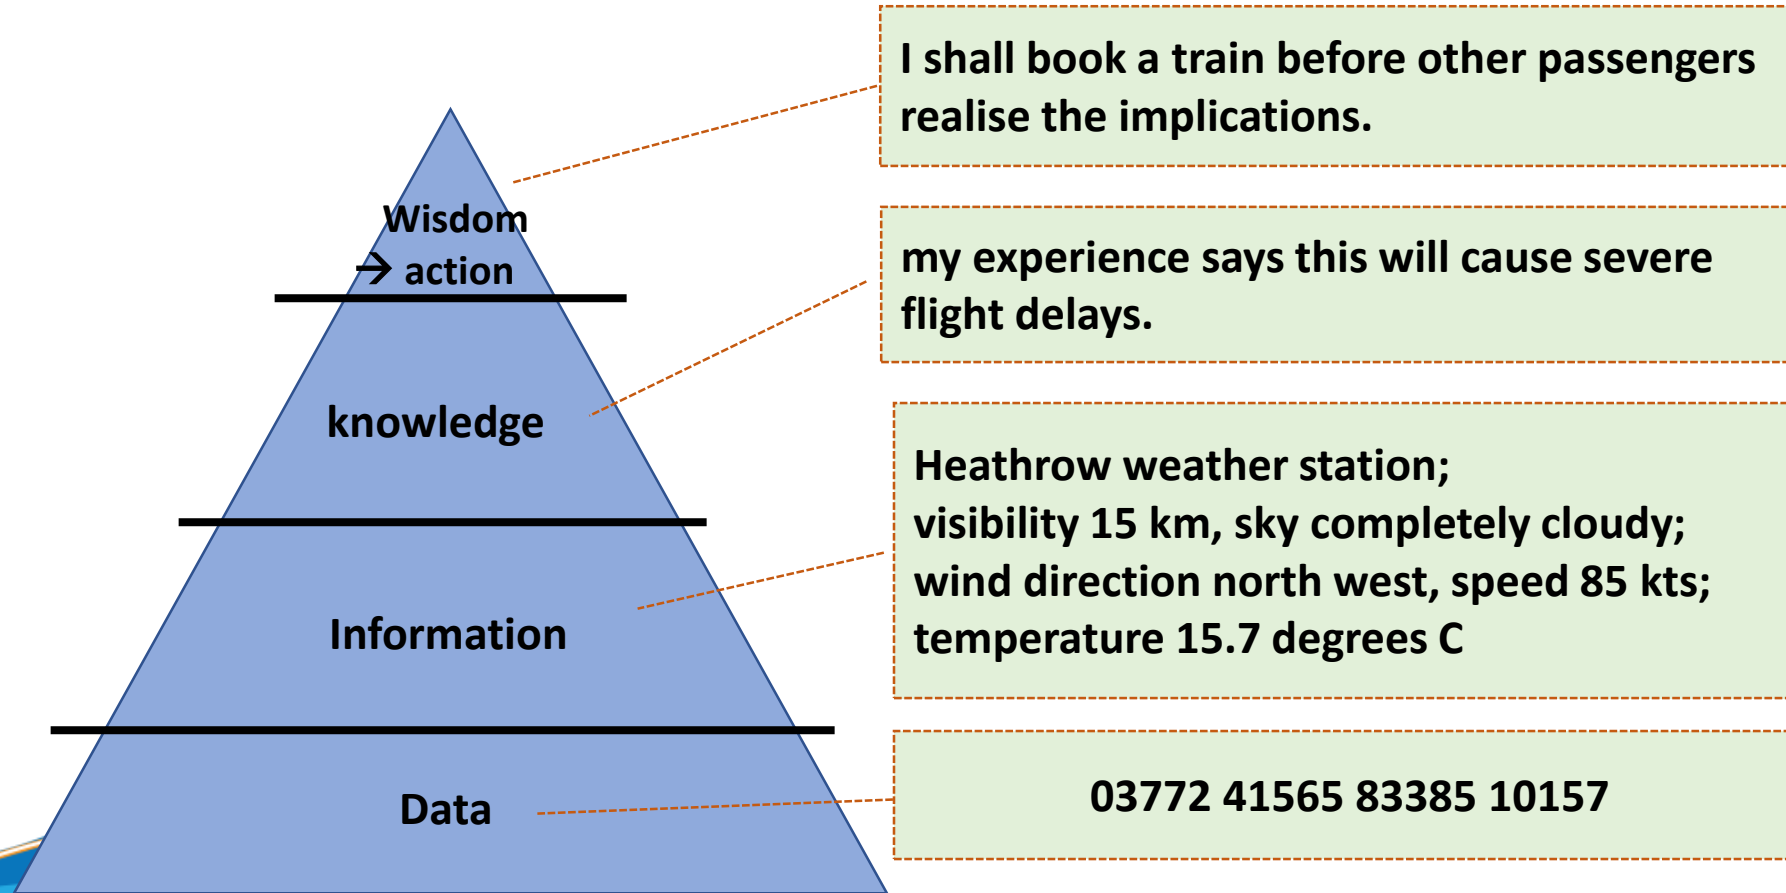 I shall book a train before other passengers
realise the implications.
Wisdom
→ action
my experience says this will cause severe
flight delays.
knowledge
Heathrow weather station;
visibility 15 km, sky completely cloudy;
wind direction north west, speed 85 kts;
temperature 15.7 degrees C
Information
03772 41565 83385 10157
Data